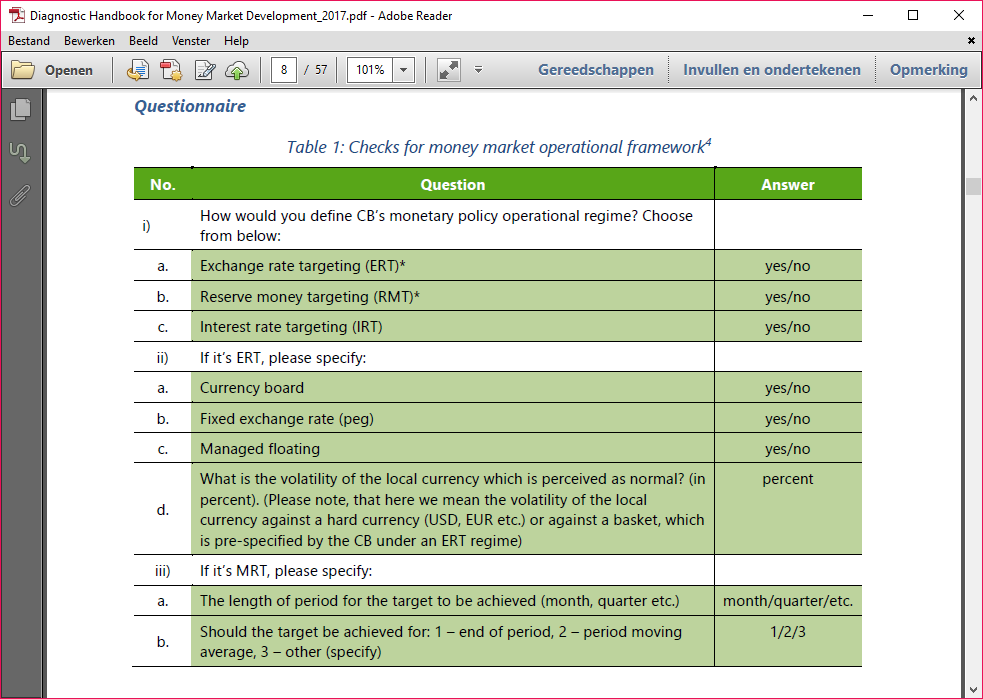 Diagnostic Handbook for Money Market Development_2017.pdf - Adobe Reader
Bestand Bewerken Beeld Venster Help
Openen 8 / 57 101% Gereedschappen Invullen en ondertekenen Opmerking
Questionnaire
Table 1: Checks for money market operational framework4
No. Question Answer
i) How would you define CB's monetary policy operational regime? Choose
from below:
a. Exchange rate targeting (ERT)* yes/no
b. Reserve money targeting (RMT)* yes/no
c. Interest rate targeting (IRT) yes/no
ii) If it's ERT, please specify:
a. Currency board yes/no
b. Fixed exchange rate (peg) yes/no
c. Managed floating yes/no
d. What is the volatility of the local currency which is perceived as normal? (in percent
percent). (Please note, that here we mean the volatility of the local
currency against a hard currency (USD, EUR etc.) or against a basket, which
is pre-specified by the CB under an ERT regime)
iii) If it's MRT, please specify:
a. The length of period for the target to be achieved (month, quarter etc.) month/quarter/etc.
b. Should the target be achieved for: 1 – end of period, 2 – period moving 1/2/3
average, 3 – other (specify)